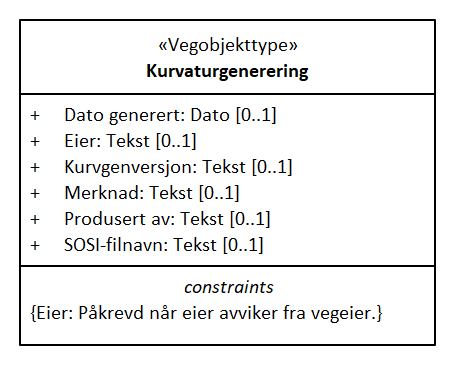 «Vegobjekttype»
Kurvaturgenerering
+ Dato generert: Dato [0..1]
+ Eier: Tekst [0..1]
+ Kurvgenversjon: Tekst [0..1]
+ Merknad: Tekst [0..1]
+ Produsert av: Tekst [0..1]
+ SOSI-filnavn: Tekst [0..1]
constraints
{Eier: Påkrevd når eier avviker fra vegeier.}